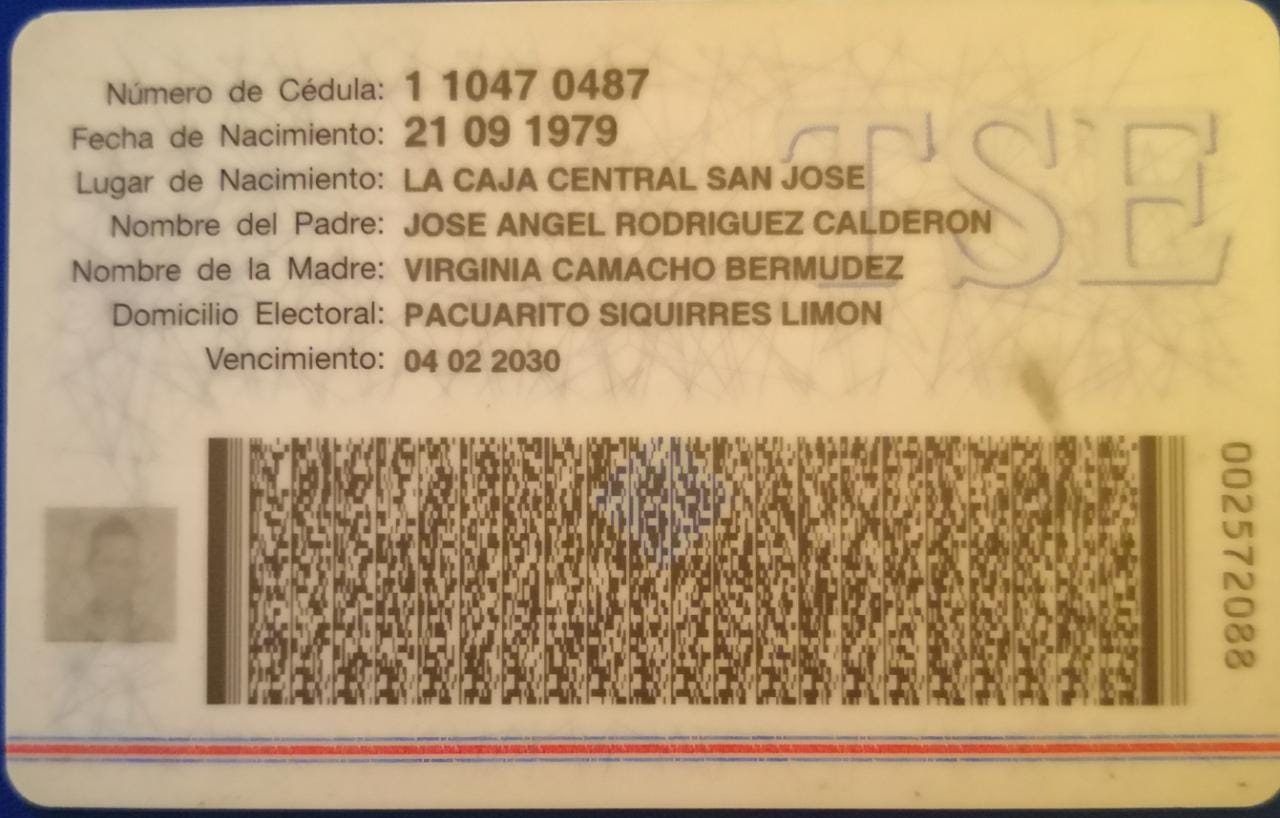 Número de Cédula: 1 1047 0487
Fecha de Nacimiento: 21 09 1979
Lugar de Nacimiento: LA CAJA CENTRAL SAN JOSE
Nombre del Padre: JOSE ANGEL RODRIGUEZ CALDERON
Nombre de la Madre: VIRGINIA CAMACHO BERMUDEZ
Domicilio Electoral: PACUARITO SIQUIRRES LIMON
Vencimiento: 04 02 2030
TSE
002572088